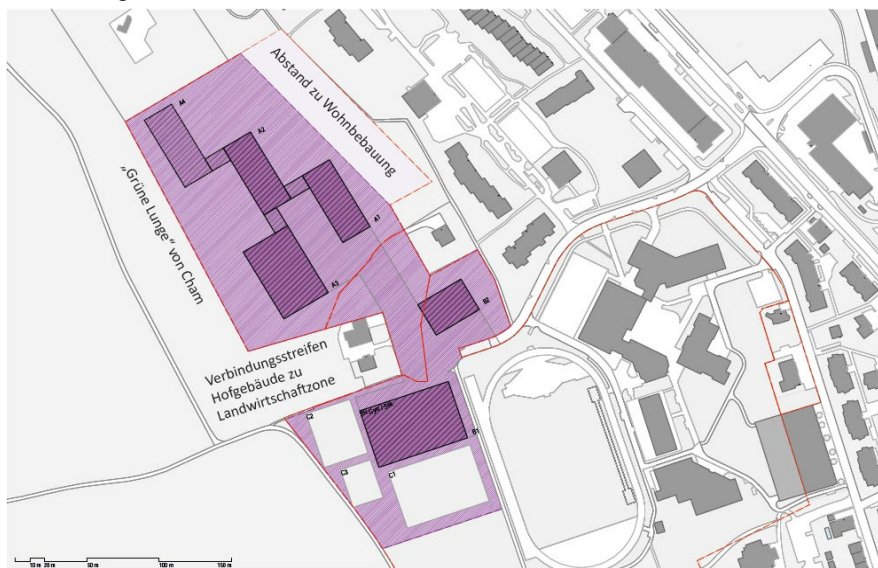 Abstand zu Wohnbebauung
A4
A2
A1
A3
„Grüne Lunge“ von Cham
B2
Verbindungsstreifen
Hofgebäude zu
Landwirtschaftzone
C2
B1
C3
C1
10 m 20 m 50 m 100 m 150 m